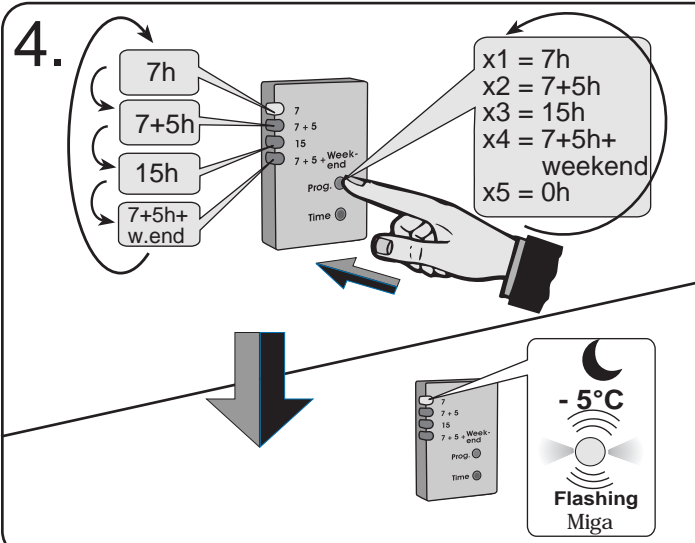 4.
7h
7+5h
15h
7+5h+
w.end
7
7 + 5
15
7 + 5 + Week-
end
Prog.
Time
x1 = 7h
x2 = 7+5h
x3 = 15h
x4 = 7+5h+
weekend
x5 = 0h
7
7 + 5
15
7 + 5 + Week-
end
Prog.
Time
- 5°C
Flashing
Miga